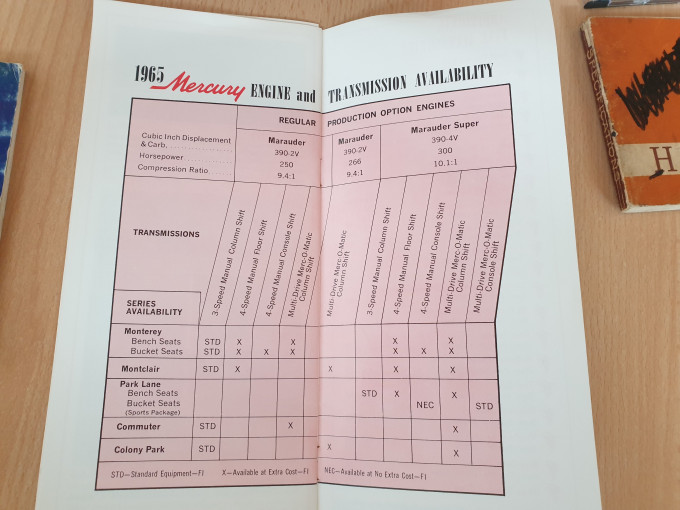 1965 Mercury ENGINE and TRANSMISSION AVAILABILITY
REGULAR PRODUCTION OPTION ENGINES
Marauder Marauder Marauder Super
Cubic Inch Displacement & Carb. 390-2V 390-2V 390-4V
Horsepower 250 266 300
Compression Ratio 9.4:1 9.4:1 10.1:1
TRANSMISSIONS
3-Speed Manual Column Shift
4-Speed Manual Floor Shift
4-Speed Manual Console Shift
Multi-Drive Merc-O-Matic Column Shift
Multi-Drive Merc-O-Matic Column Shift
3-Speed Manual Column Shift
4-Speed Manual Floor Shift
4-Speed Manual Console Shift
Multi-Drive Merc-O-Matic Column Shift
Multi-Drive Merc-O-Matic Console Shift
SERIES AVAILABILITY
Monterey
Bench Seats STD X X X X
Bucket Seats STD X X X X X X
Montclair STD X X X X
Park Lane
Bench Seats STD X X
Bucket Seats NEC STD
(Sports Package)
Commuter STD X X
Colony Park STD X X
STD—Standard Equipment—FI X—Available at Extra Cost—FI NEC—Available at No Extra Cost—FI
H